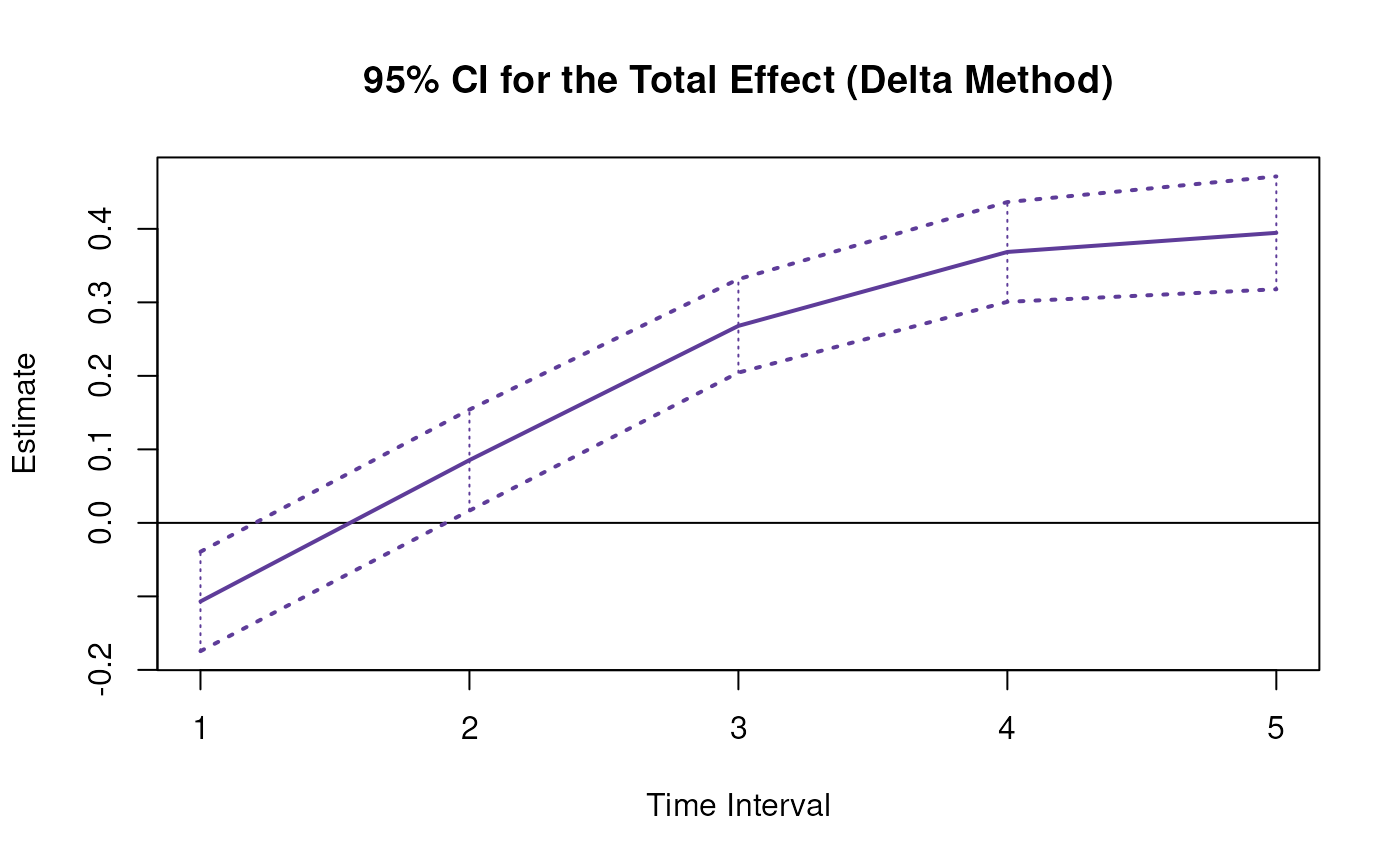 95% CI for the Total Effect (Delta Method)
Estimate
0.4
0.3
0.2
0.1
0.0
-0.2
1 2 3 4 5
Time Interval